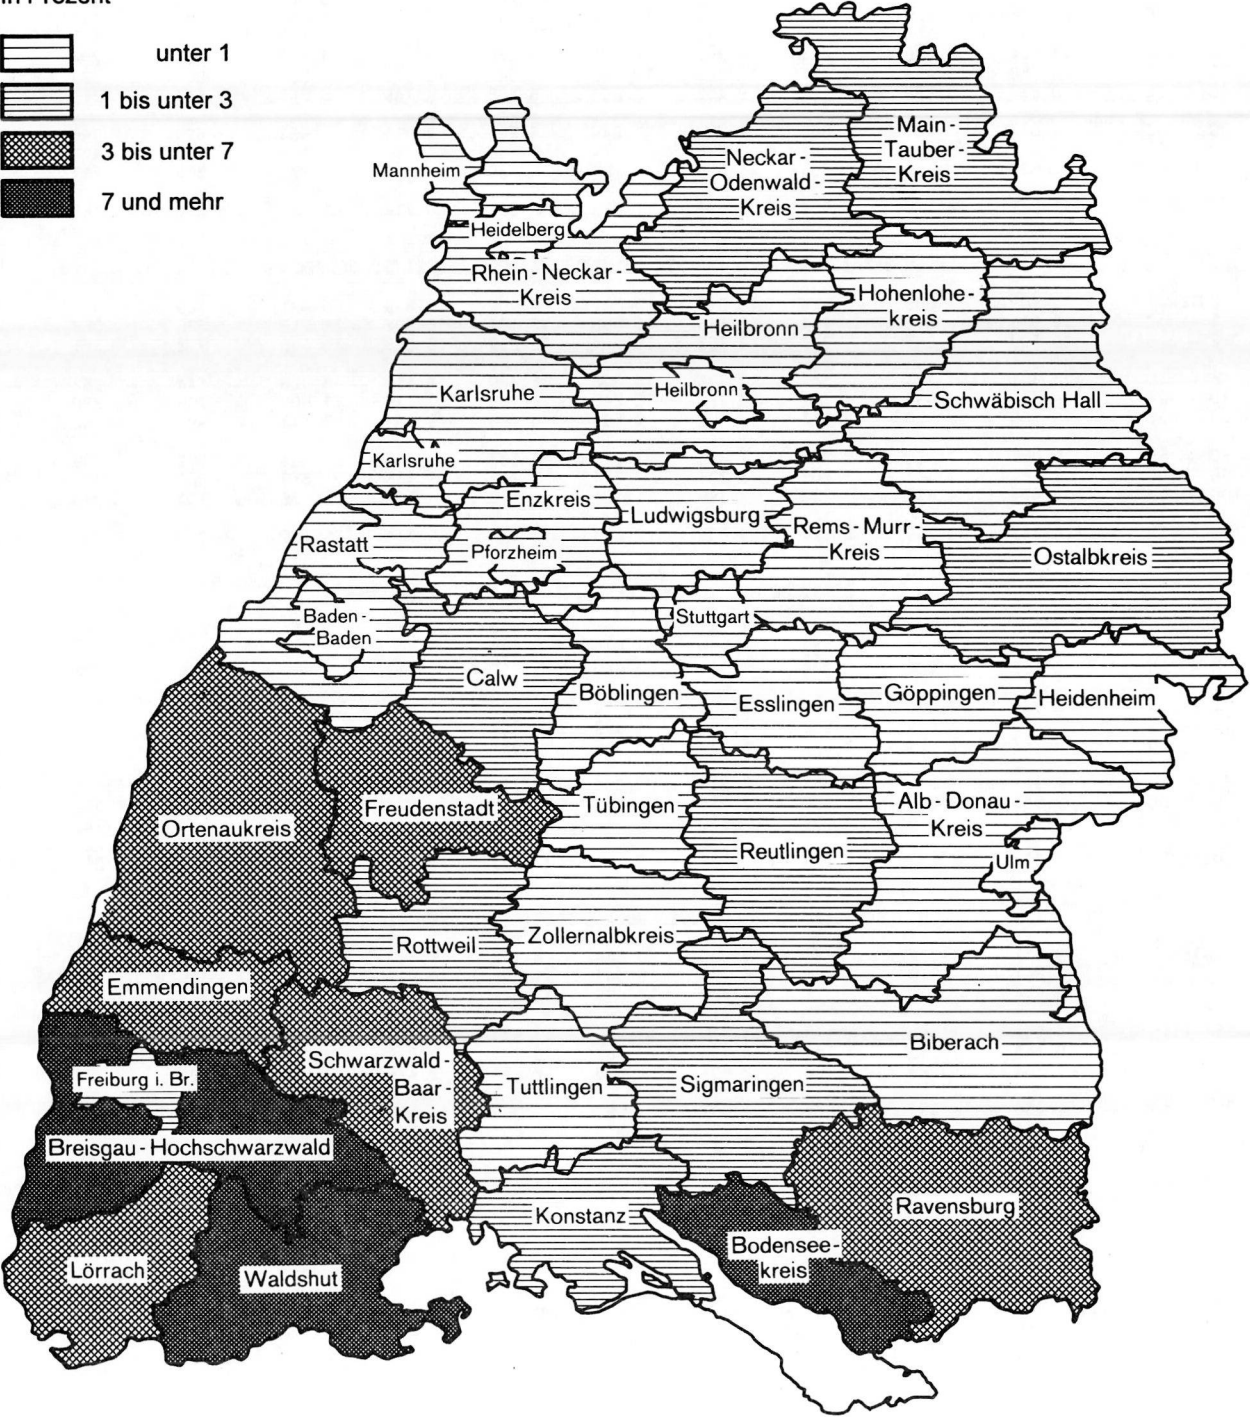 in Prozent
unter 1
1 bis unter 3
3 bis unter 7
7 und mehr
Mannheim
Heidelberg
Rhein-Neckar-
Kreis
Neckar-
Odenwald-
Kreis
Main-
Tauber-
Kreis
Hohenlohe-
kreis
Heilbronn
Heilbronn
Karlsruhe
Karlsruhe
Schwäbisch Hall
Enzkreis
Ludwigsburg
Rems-Murr-
Kreis
Ostalbkreis
Rastatt
Pforzheim
Baden-
Baden
Stuttgart
Calw
Böblingen
Esslingen
Göppingen
Heidenheim
Ortenaukreis
Freudenstadt
Tübingen
Reutlingen
Alb-Donau-
Kreis
Ulm
Rottweil
Zollernalbkreis
Emmendingen
Schwarzwald-
Baar-
Kreis
Tuttlingen
Sigmaringen
Biberach
Freiburg i. Br.
Breisgau-Hochschwarzwald
Konstanz
Ravensburg
Bodensee-
kreis
Lörrach
Waldshut